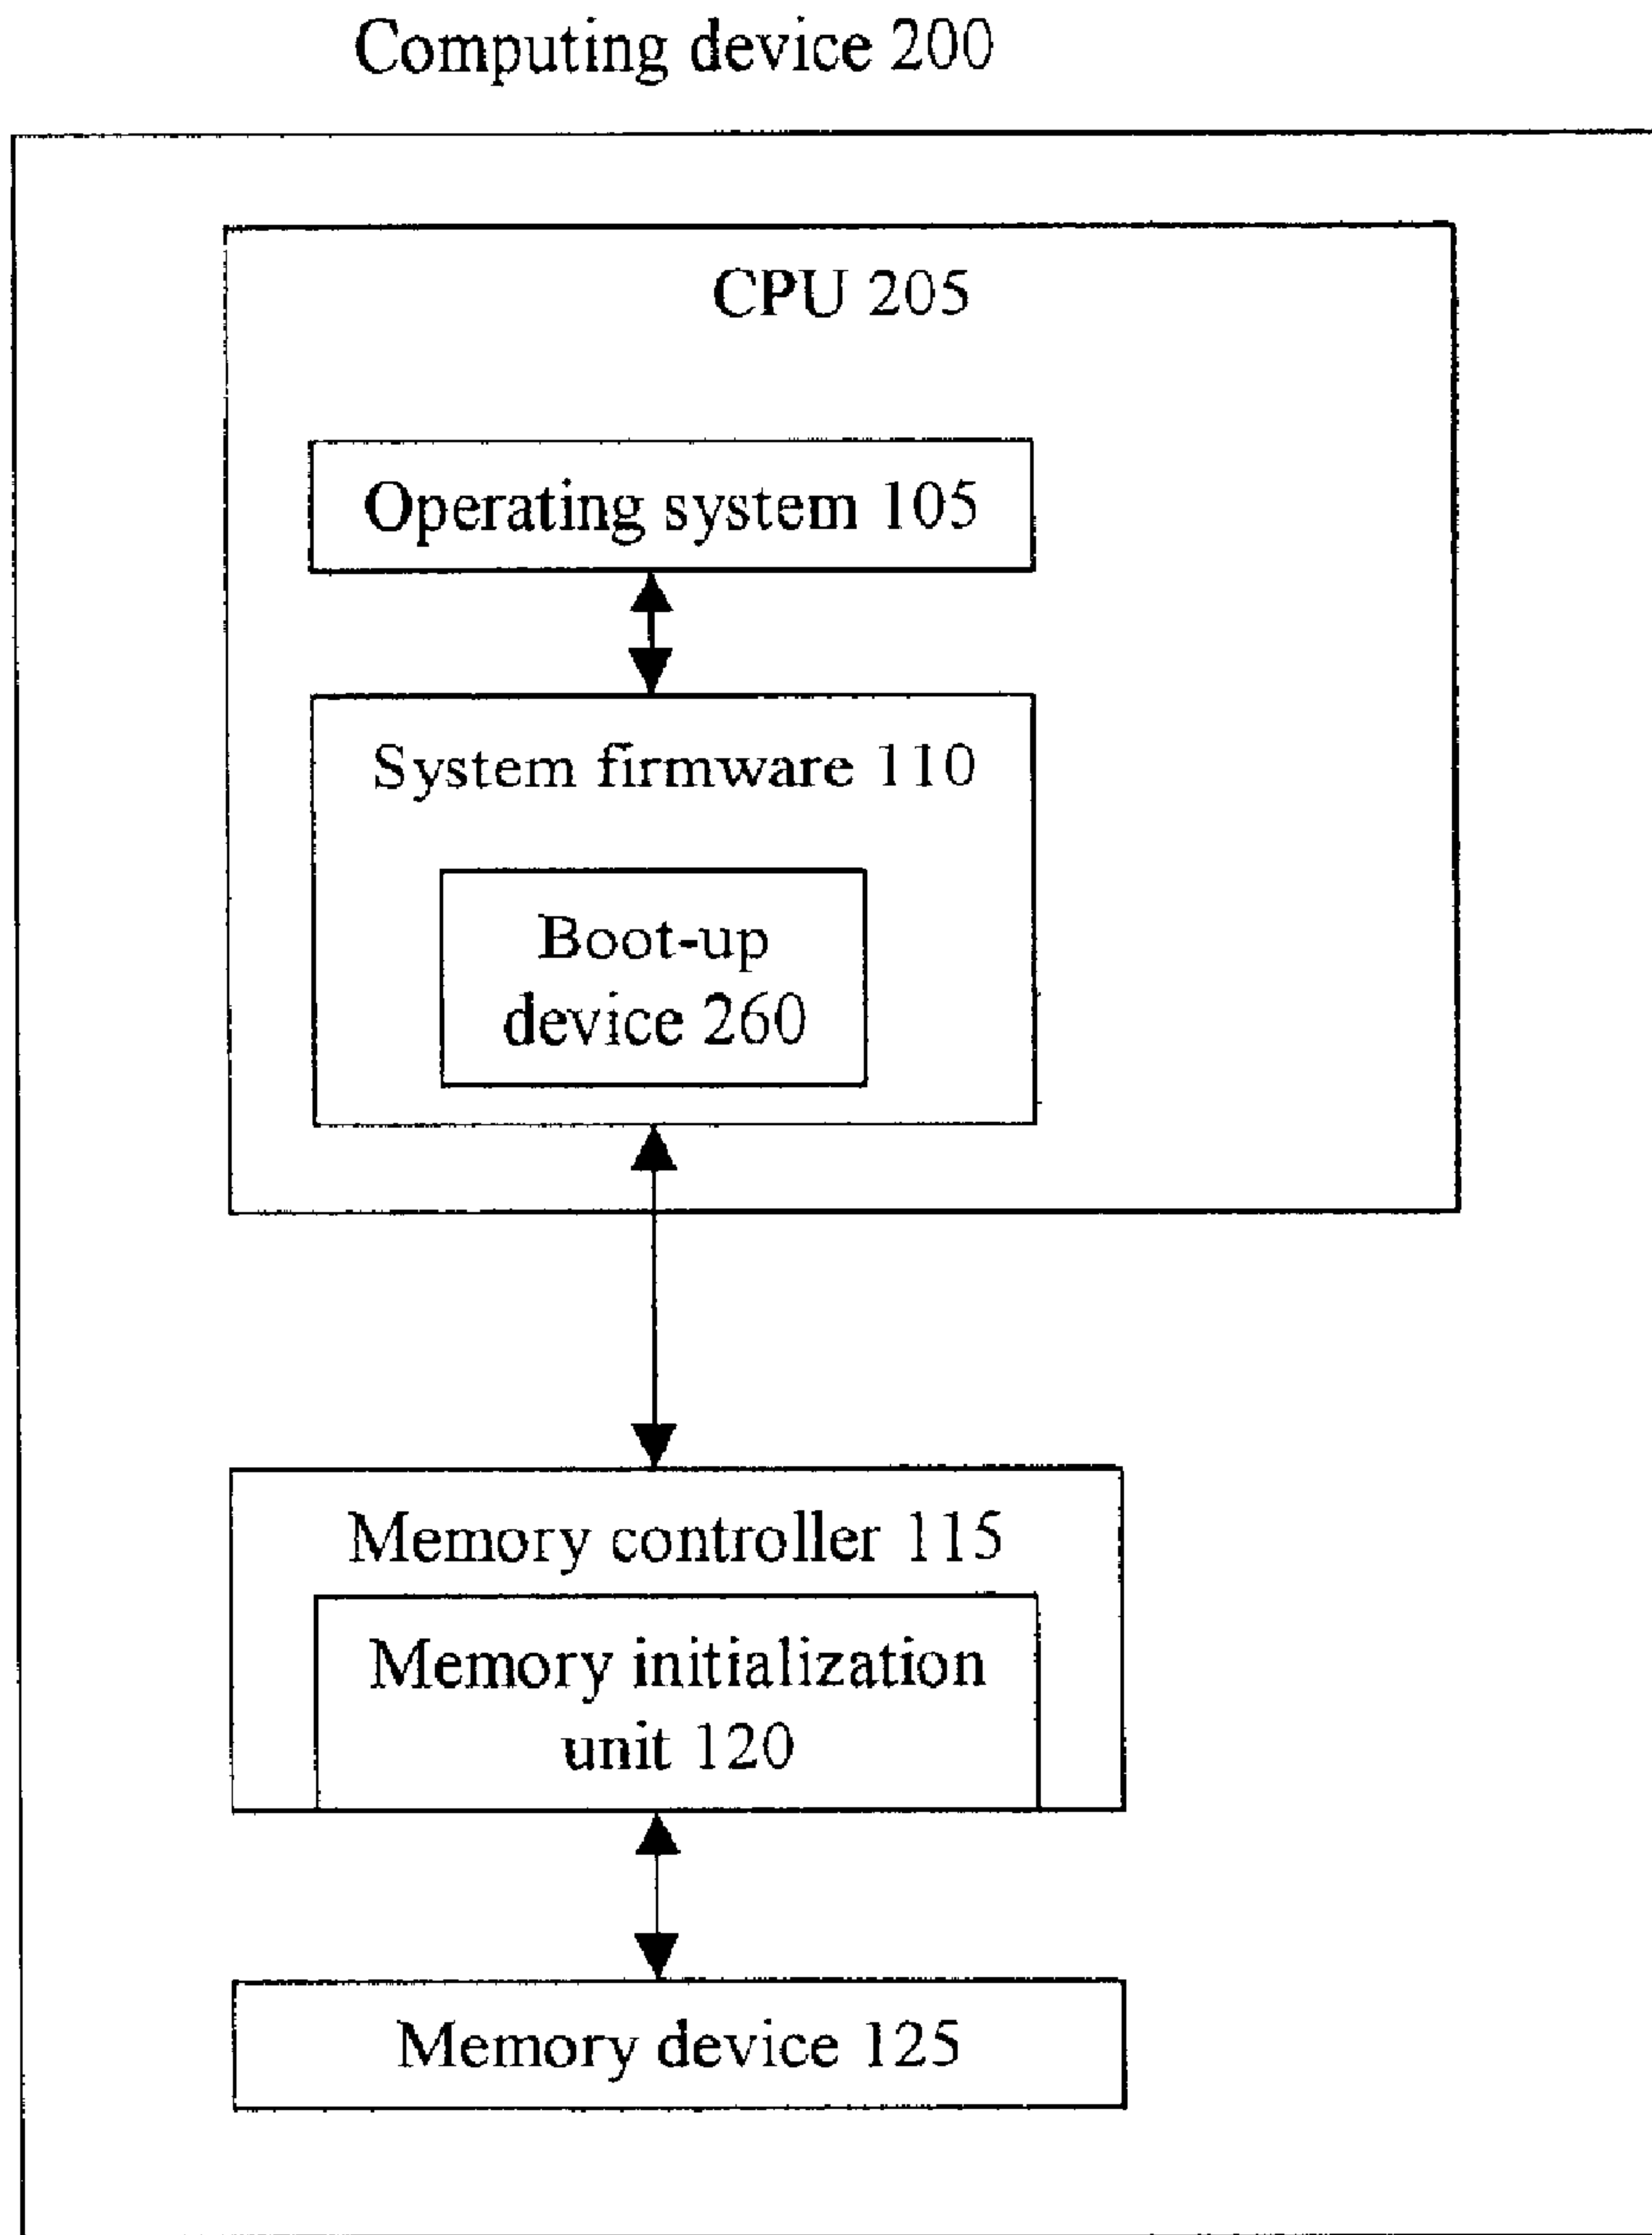 Computing device 200
CPU 205
Operating system 105
System firmware 110
Boot-up
device 260
Memory controller 115
Memory initialization
unit 120
Memory device 125